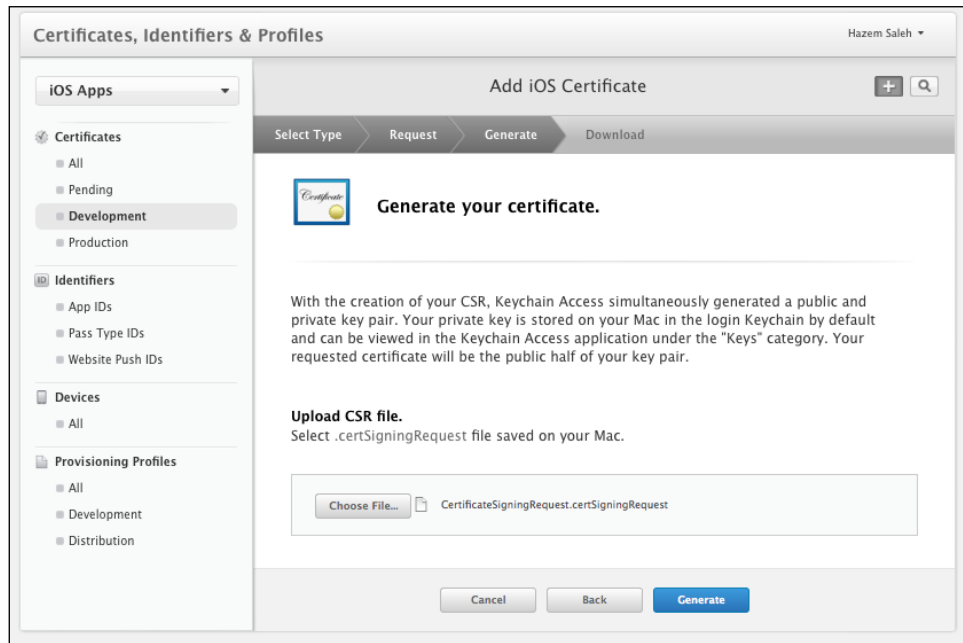 Certificates, Identifiers & Profiles
Hazem Saleh
iOS Apps
Certificates
All
Pending
Development
Production
ID Identifiers
App IDs
Pass Type IDs
Website Push IDs
Devices
All
Provisioning Profiles
All
Development
Distribution
Add iOS Certificate
Select Type Request Generate Download
Certificate
Generate your certificate.
With the creation of your CSR, Keychain Access simultaneously generated a public and
private key pair. Your private key is stored on your Mac in the login Keychain by default
and can be viewed in the Keychain Access application under the "Keys" category. Your
requested certificate will be the public half of your key pair.
Upload CSR file.
Select .certSigningRequest file saved on your Mac.
Choose File... CertificateSigningRequest.certSigningRequest
Cancel Back Generate